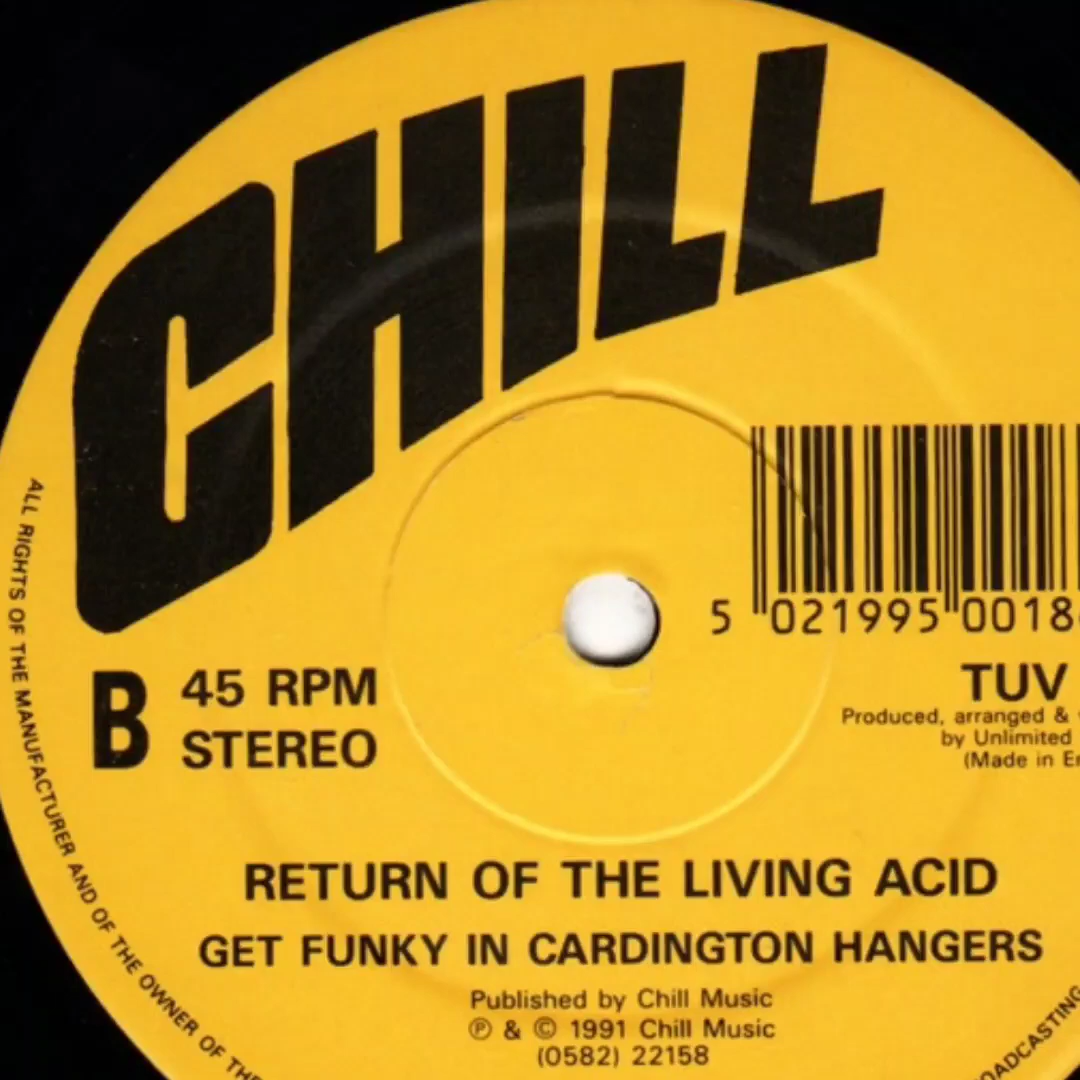 CHILL
5 021995 0018
TUV
Produced, arranged &
by Unlimited
(Made in
B 45 RPM
STEREO
RETURN OF THE LIVING ACID
GET FUNKY IN CARDINGTON HANGERS
Published by Chill Music
℗ & © 1991 Chill Music
(0582) 22158
ALL RIGHTS OF THE MANUFACTURER AND OF THE OWNER OF